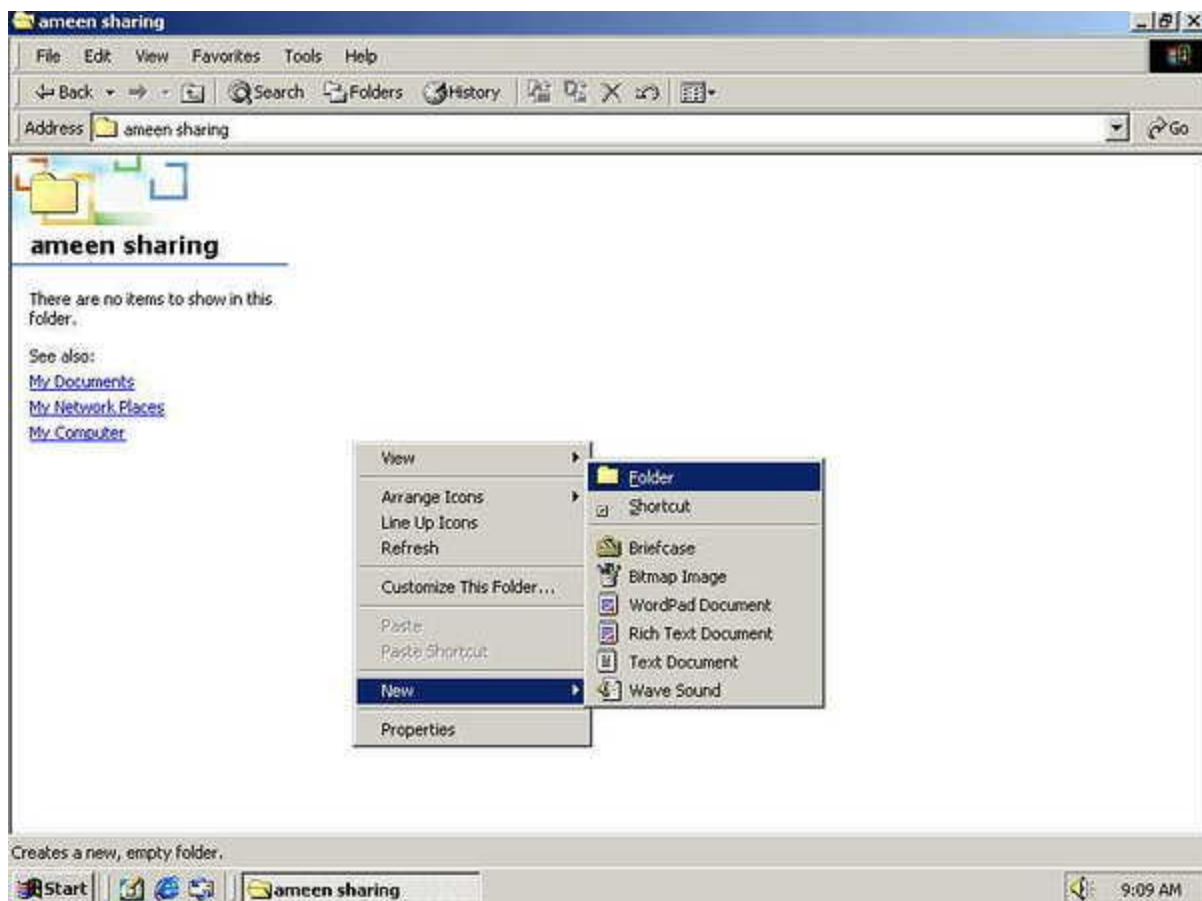 ameen sharing
File Edit View Favorites Tools Help
Back Search Folders History
Address ameen sharing Go
ameen sharing
There are no items to show in this
folder.
See also:
My Documents
My Network Places
My Computer
View
Arrange Icons
Line Up Icons
Refresh
Customize This Folder...
Paste
Paste Shortcut
New
Properties
Folder
Shortcut
Briefcase
Bitmap Image
WordPad Document
Rich Text Document
Text Document
Wave Sound
Creates a new, empty folder.
Start ameen sharing 9:09 AM